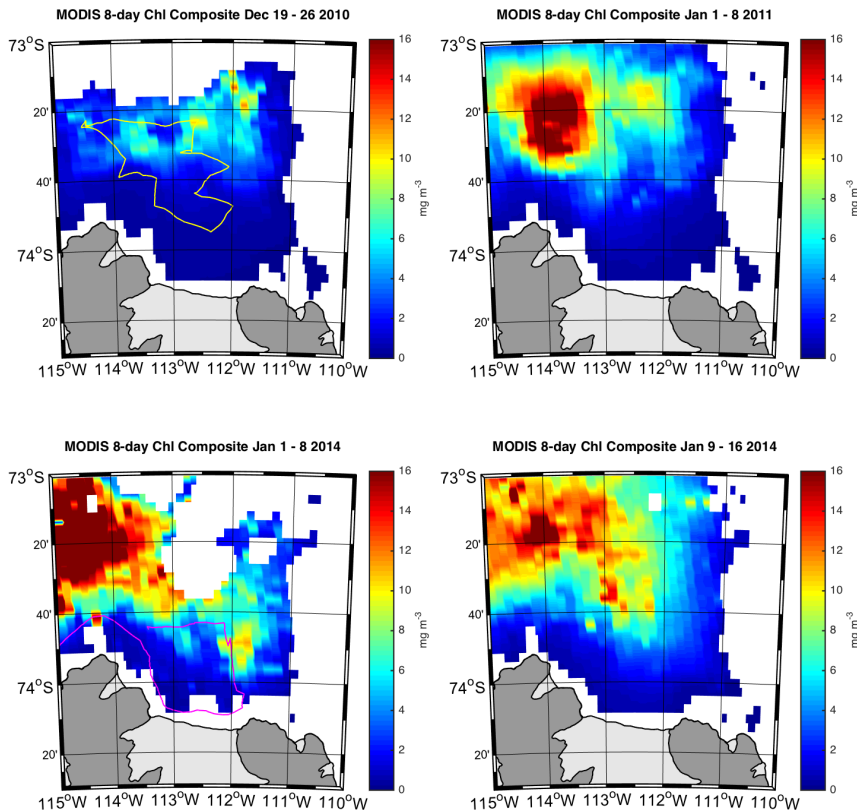 MODIS 8-day Chl Composite Dec 19 - 26 2010
73°S
20'
40'
74°S
20'
115°W 114°W 113°W 112°W 111°W 110°W
16
14
12
10
8
6
4
2
0
mg m-3
MODIS 8-day Chl Composite Jan 1 - 8 2011
73°S
20'
40'
74°S
20'
115°W 114°W 113°W 112°W 111°W 110°W
16
14
12
10
8
6
4
2
0
mg m-3
MODIS 8-day Chl Composite Jan 1 - 8 2014
73°S
20'
40'
74°S
20'
115°W 114°W 113°W 112°W 111°W 110°W
16
14
12
10
8
6
4
2
0
mg m-3
MODIS 8-day Chl Composite Jan 9 - 16 2014
73°S
20'
40'
74°S
20'
115°W 114°W 113°W 112°W 111°W 110°W
16
14
12
10
8
6
4
2
0
mg m-3